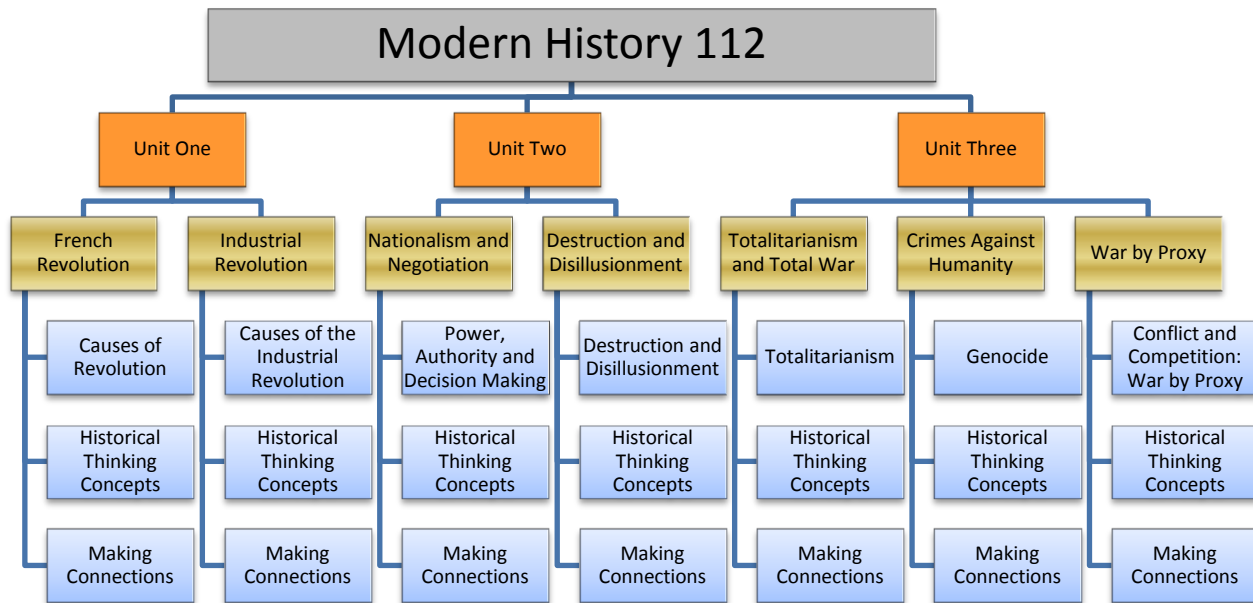 Modern History 112
Unit One
Unit Two
Unit Three
French
Revolution
Industrial
Revolution
Nationalism and
Negotiation
Destruction and
Disillusionment
Totalitarianism
and Total War
Crimes Against
Humanity
War by Proxy
Causes of
Revolution
Causes of the
Industrial
Revolution
Power,
Authority and
Decision Making
Destruction and
Disillusionment
Totalitarianism
Genocide
Conflict and
Competition:
War by Proxy
Historical
Thinking
Concepts
Historical
Thinking
Concepts
Historical
Thinking
Concepts
Historical
Thinking
Concepts
Historical
Thinking
Concepts
Historical
Thinking
Concepts
Historical
Thinking
Concepts
Making
Connections
Making
Connections
Making
Connections
Making
Connections
Making
Connections
Making
Connections
Making
Connections